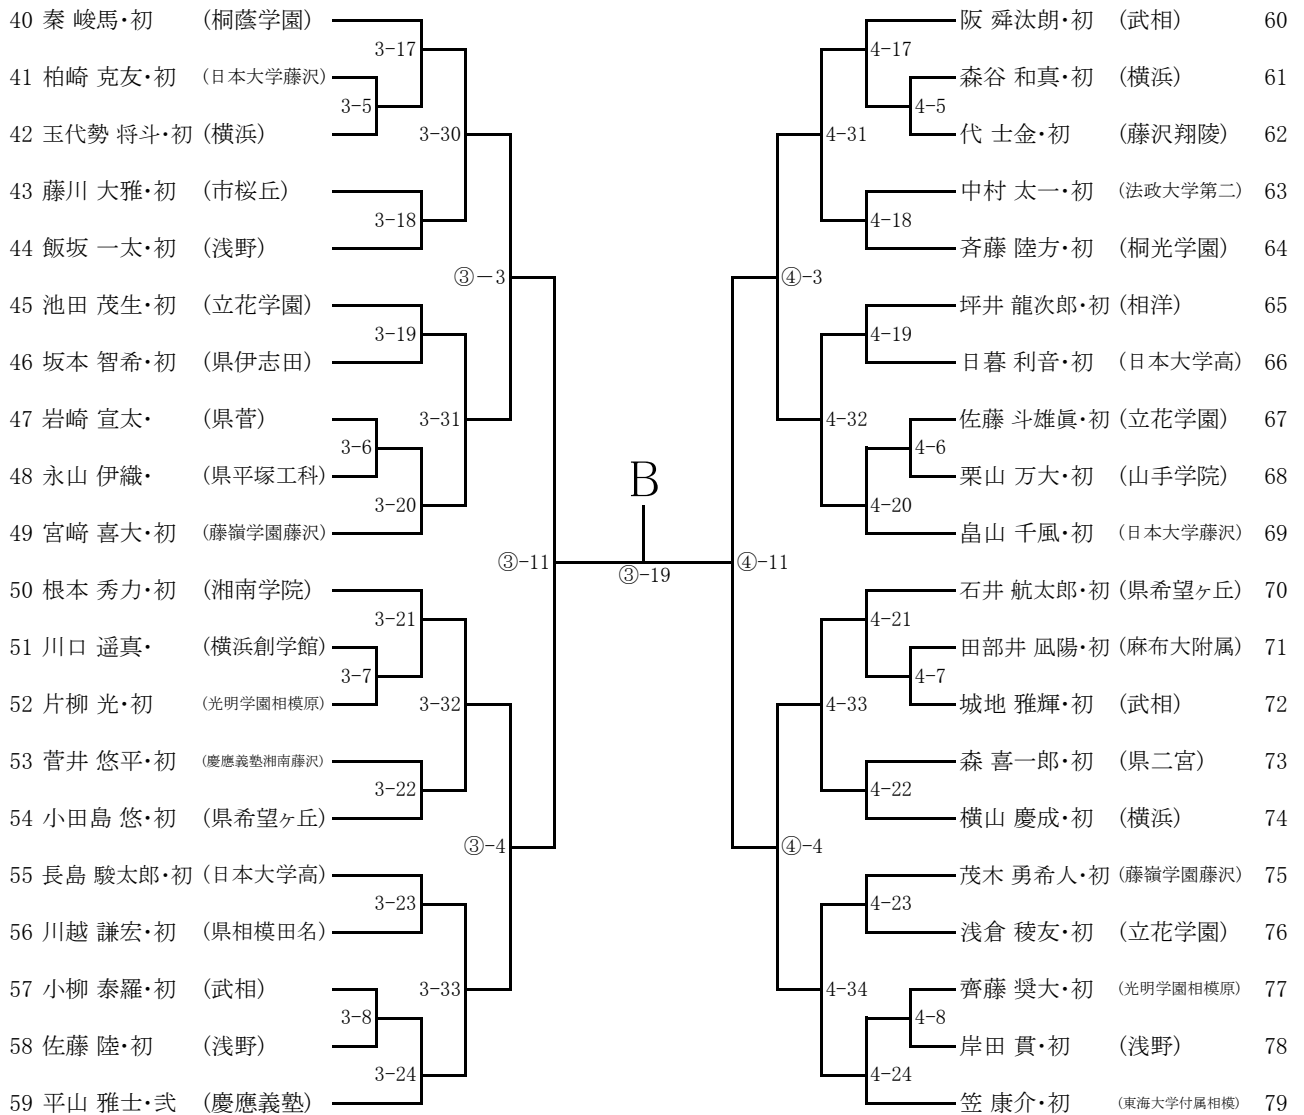 40 秦 峻馬・初 (桐蔭学園)
3-17
41 柏崎 克友・初 (日本大学藤沢)
3-5
42 玉代勢 将斗・初 (横浜)
3-30
43 藤川 大雅・初 (市桜丘)
3-18
44 飯坂 一太・初 (浅野)
③－3
45 池田 茂生・初 (立花学園)
3-19
46 坂本 智希・初 (県伊志田)
47 岩崎 宣太・ (県菅)
3-31
3-6
48 永山 伊織・ (県平塚工科)
3-20
49 宮﨑 喜大・初 (藤嶺学園藤沢)
③-11
50 根本 秀力・初 (湘南学院)
3-21
51 川口 遥真・ (横浜創学館)
3-7
52 片柳 光・初 (光明学園相模原)
3-32
53 菅井 悠平・初 (慶應義塾湘南藤沢)
3-22
54 小田島 悠・初 (県希望ヶ丘)
③-4
55 長島 駿太郎・初 (日本大学高)
3-23
56 川越 謙宏・初 (県相模田名)
57 小柳 泰羅・初 (武相)
3-33
3-8
58 佐藤 陸・初 (浅野)
3-24
59 平山 雅士・弐 (慶應義塾)
B
③-19
阪 舜汰朗・初 (武相) 60
4-17
森谷 和真・初 (横浜) 61
4-5
代 士金・初 (藤沢翔陵) 62
4-31
中村 太一・初 (法政大学第二) 63
4-18
斉藤 陸方・初 (桐光学園) 64
④-3
坪井 龍次郎・初 (相洋) 65
4-19
日暮 利音・初 (日本大学高) 66
佐藤 斗雄眞・初 (立花学園) 67
4-32
4-6
栗山 万大・初 (山手学院) 68
4-20
畠山 千風・初 (日本大学藤沢) 69
④-11
石井 航太郎・初 (県希望ヶ丘) 70
4-21
田部井 凪陽・初 (麻布大附属) 71
4-7
城地 雅輝・初 (武相) 72
4-33
森 喜一郎・初 (県二宮) 73
4-22
横山 慶成・初 (横浜) 74
④-4
茂木 勇希人・初 (藤嶺学園藤沢) 75
4-23
浅倉 稜友・初 (立花学園) 76
齊藤 奨大・初 (光明学園相模原) 77
4-34
4-8
岸田 貫・初 (浅野) 78
4-24
笠 康介・初 (東海大学付属相模) 79